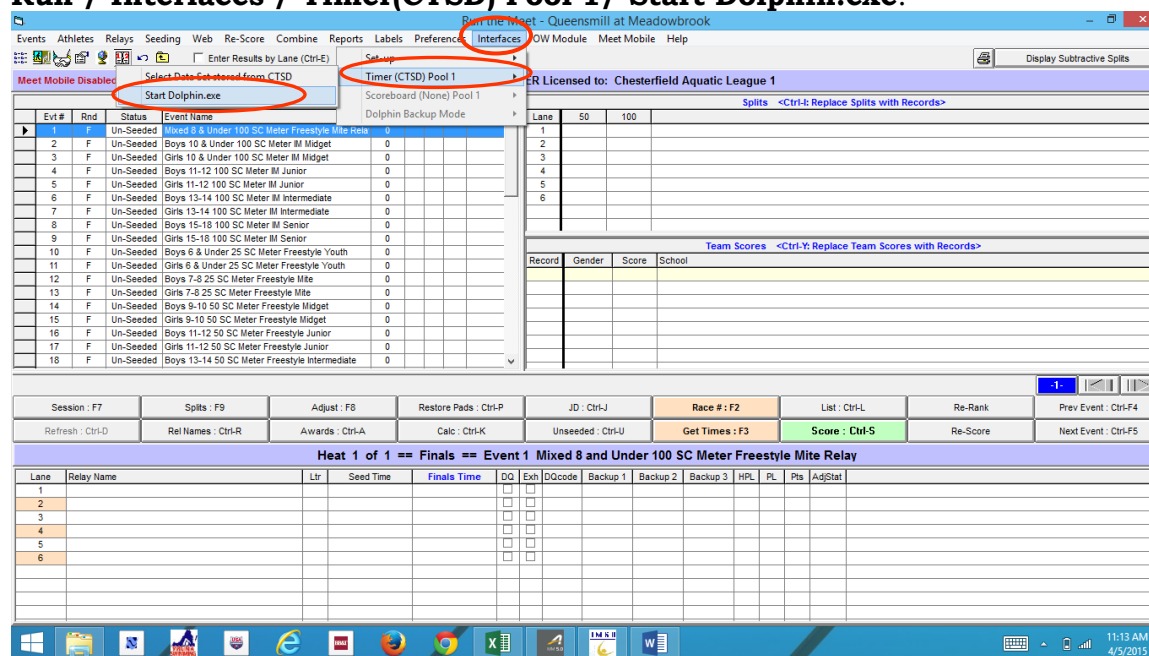 Run / Interfaces / Timer(CTSD) Pool 1/ Start Dolphin.exe.
Run the Meet - Queensmill at Meadowbrook
Events Athletes Relays Seeding Web Re-Score Combine Reports Labels Preferences Interfaces OW Module Meet Mobile Help
Enter Results by Lane (Ctrl-E) Set-up Display Subtractive Splits
Meet Mobile Disabled Select Data Set stored from CTSD Timer (CTSD) Pool 1 ER Licensed to: Chesterfield Aquatic League 1
Start Dolphin.exe Scoreboard (None) Pool 1 Splits <Ctrl-I: Replace Splits with Records>
Dolphin Backup Mode
Evt # Rnd Status Event Name Lane 50 100
1 F Un-Seeded Mixed 8 & Under 100 SC Meter Freestyle Mite Rela 0 1
2 F Un-Seeded Boys 10 & Under 100 SC Meter IM Midget 0 2
3 F Un-Seeded Girls 10 & Under 100 SC Meter IM Midget 0 3
4 F Un-Seeded Boys 11-12 100 SC Meter IM Junior 0 4
5 F Un-Seeded Girls 11-12 100 SC Meter IM Junior 0 5
6 F Un-Seeded Boys 13-14 100 SC Meter IM Intermediate 0 6
7 F Un-Seeded Girls 13-14 100 SC Meter IM Intermediate 0
8 F Un-Seeded Boys 15-18 100 SC Meter IM Senior 0
9 F Un-Seeded Girls 15-18 100 SC Meter IM Senior 0
Team Scores <Ctrl-Y: Replace Team Scores with Records>
10 F Un-Seeded Boys 6 & Under 25 SC Meter Freestyle Youth 0
11 F Un-Seeded Girls 6 & Under 25 SC Meter Freestyle Youth 0 Record Gender Score School
12 F Un-Seeded Boys 7-8 25 SC Meter Freestyle Mite 0
13 F Un-Seeded Girls 7-8 25 SC Meter Freestyle Mite 0
14 F Un-Seeded Boys 9-10 50 SC Meter Freestyle Midget 0
15 F Un-Seeded Girls 9-10 50 SC Meter Freestyle Midget 0
16 F Un-Seeded Boys 11-12 50 SC Meter Freestyle Junior 0
17 F Un-Seeded Girls 11-12 50 SC Meter Freestyle Junior 0
18 F Un-Seeded Boys 13-14 50 SC Meter Freestyle Intermediate 0
-1-
Session : F7 Splits : F9 Adjust : F8 Restore Pads : Ctrl-P JD : Ctrl-J Race # : F2 List : Ctrl-L Re-Rank Prev Event : Ctrl-F4
Refresh : Ctrl-D Rel Names : Ctrl-R Awards : Ctrl-A Calc : Ctrl-K Unseeded : Ctrl-U Get Times : F3 Score : Ctrl-S Re-Score Next Event : Ctrl-F5
Heat 1 of 1 == Finals == Event 1 Mixed 8 and Under 100 SC Meter Freestyle Mite Relay
Lane Relay Name Ltr Seed Time Finals Time DQ Exh DQcode Backup 1 Backup 2 Backup 3 HPL PL Pts AdjStat
1
2
3
4
5
6
11:13 AM
4/5/2015